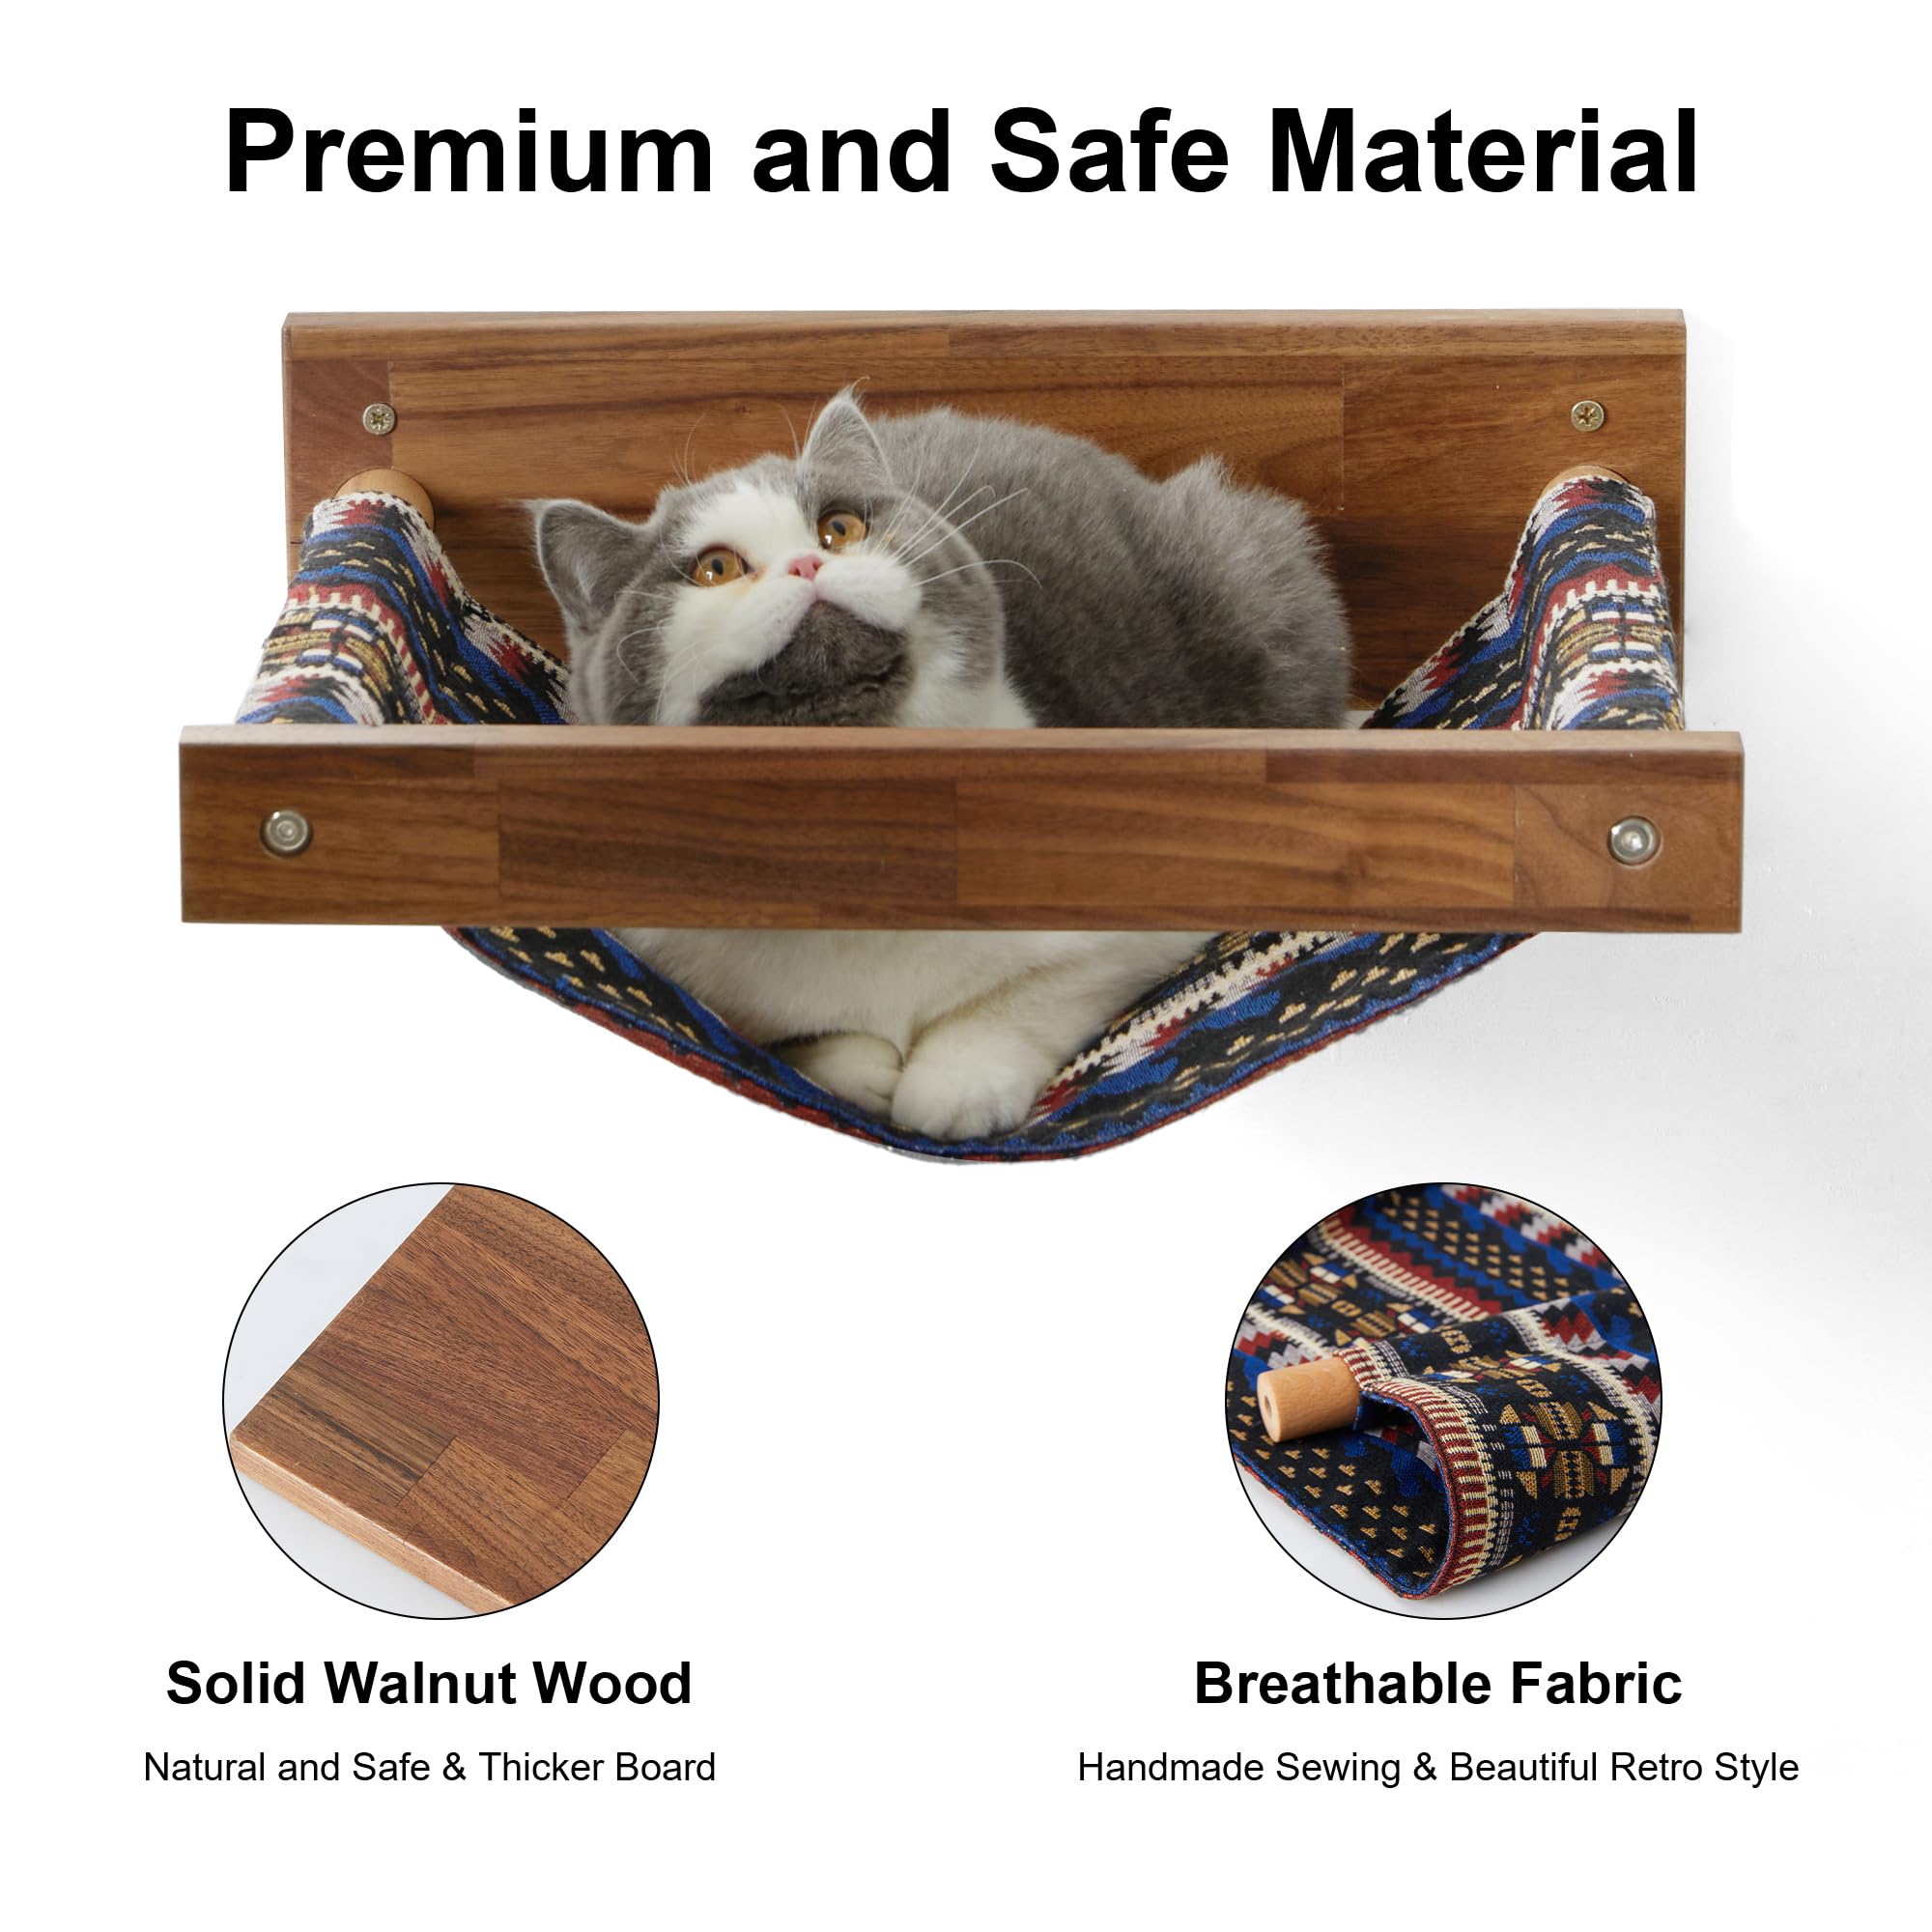 Premium and Safe Material
Solid Walnut Wood
Natural and Safe & Thicker Board
Breathable Fabric
Handmade Sewing & Beautiful Retro Style